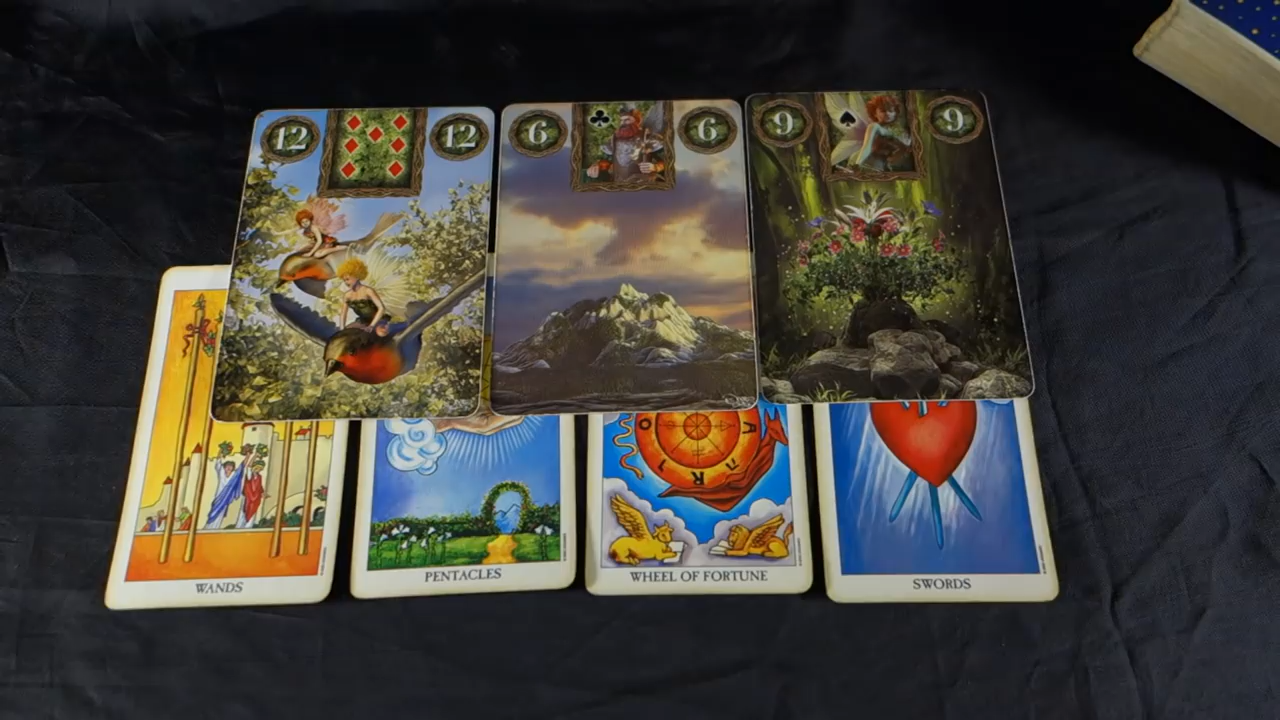 12 12
6 6
9 9
WANDS
PENTACLES
WHEEL OF FORTUNE
SWORDS
O A
R